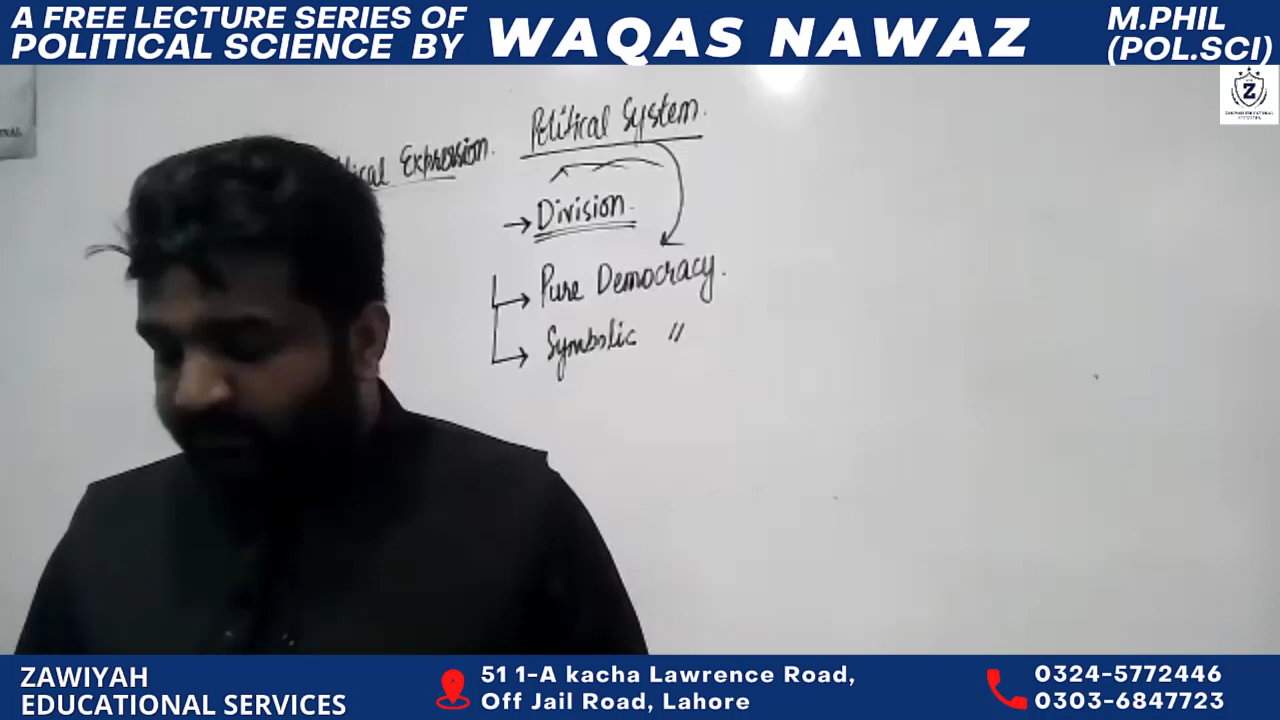 A FREE LECTURE SERIES OF
POLITICAL SCIENCE BY
WAQAS NAWAZ
M.PHIL
(POL.SCI)
Z
Political System.
tical Expression.
→ Division.
→ Pure Democracy.
→ Symbolic "
ZAWIYAH
EDUCATIONAL SERVICES
51 1-A kacha Lawrence Road,
Off Jail Road, Lahore
0324-5772446
0303-6847723